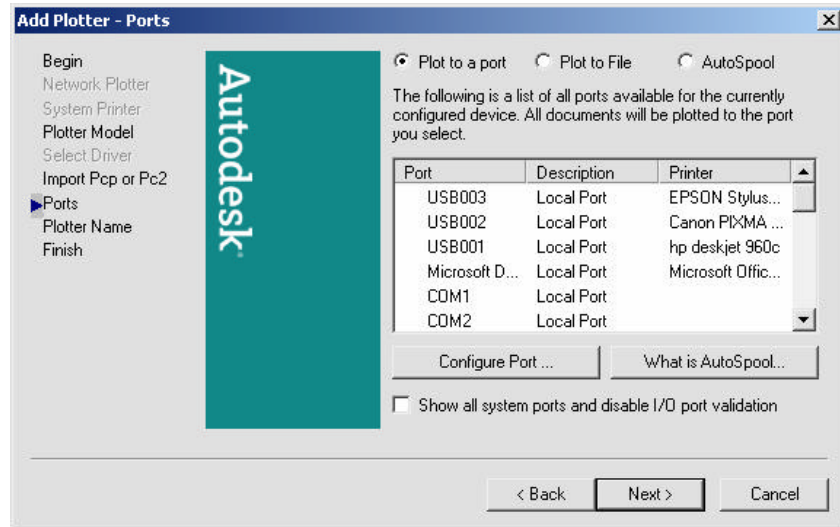 Add Plotter - Ports
Begin
Network Plotter
System Printer
Plotter Model
Select Driver
Import Pcp or Pc2
Ports
Plotter Name
Finish
Autodesk
Plot to a port Plot to File AutoSpool
The following is a list of all ports available for the currently
configured device. All documents will be plotted to the port
you select.
Port Description Printer
USB003 Local Port EPSON Stylus...
USB002 Local Port Canon PIXMA ...
USB001 Local Port hp deskjet 960c
Microsoft D... Local Port Microsoft Offic...
COM1 Local Port
COM2 Local Port
Configure Port ... What is AutoSpool...
Show all system ports and disable I/O port validation
< Back Next > Cancel